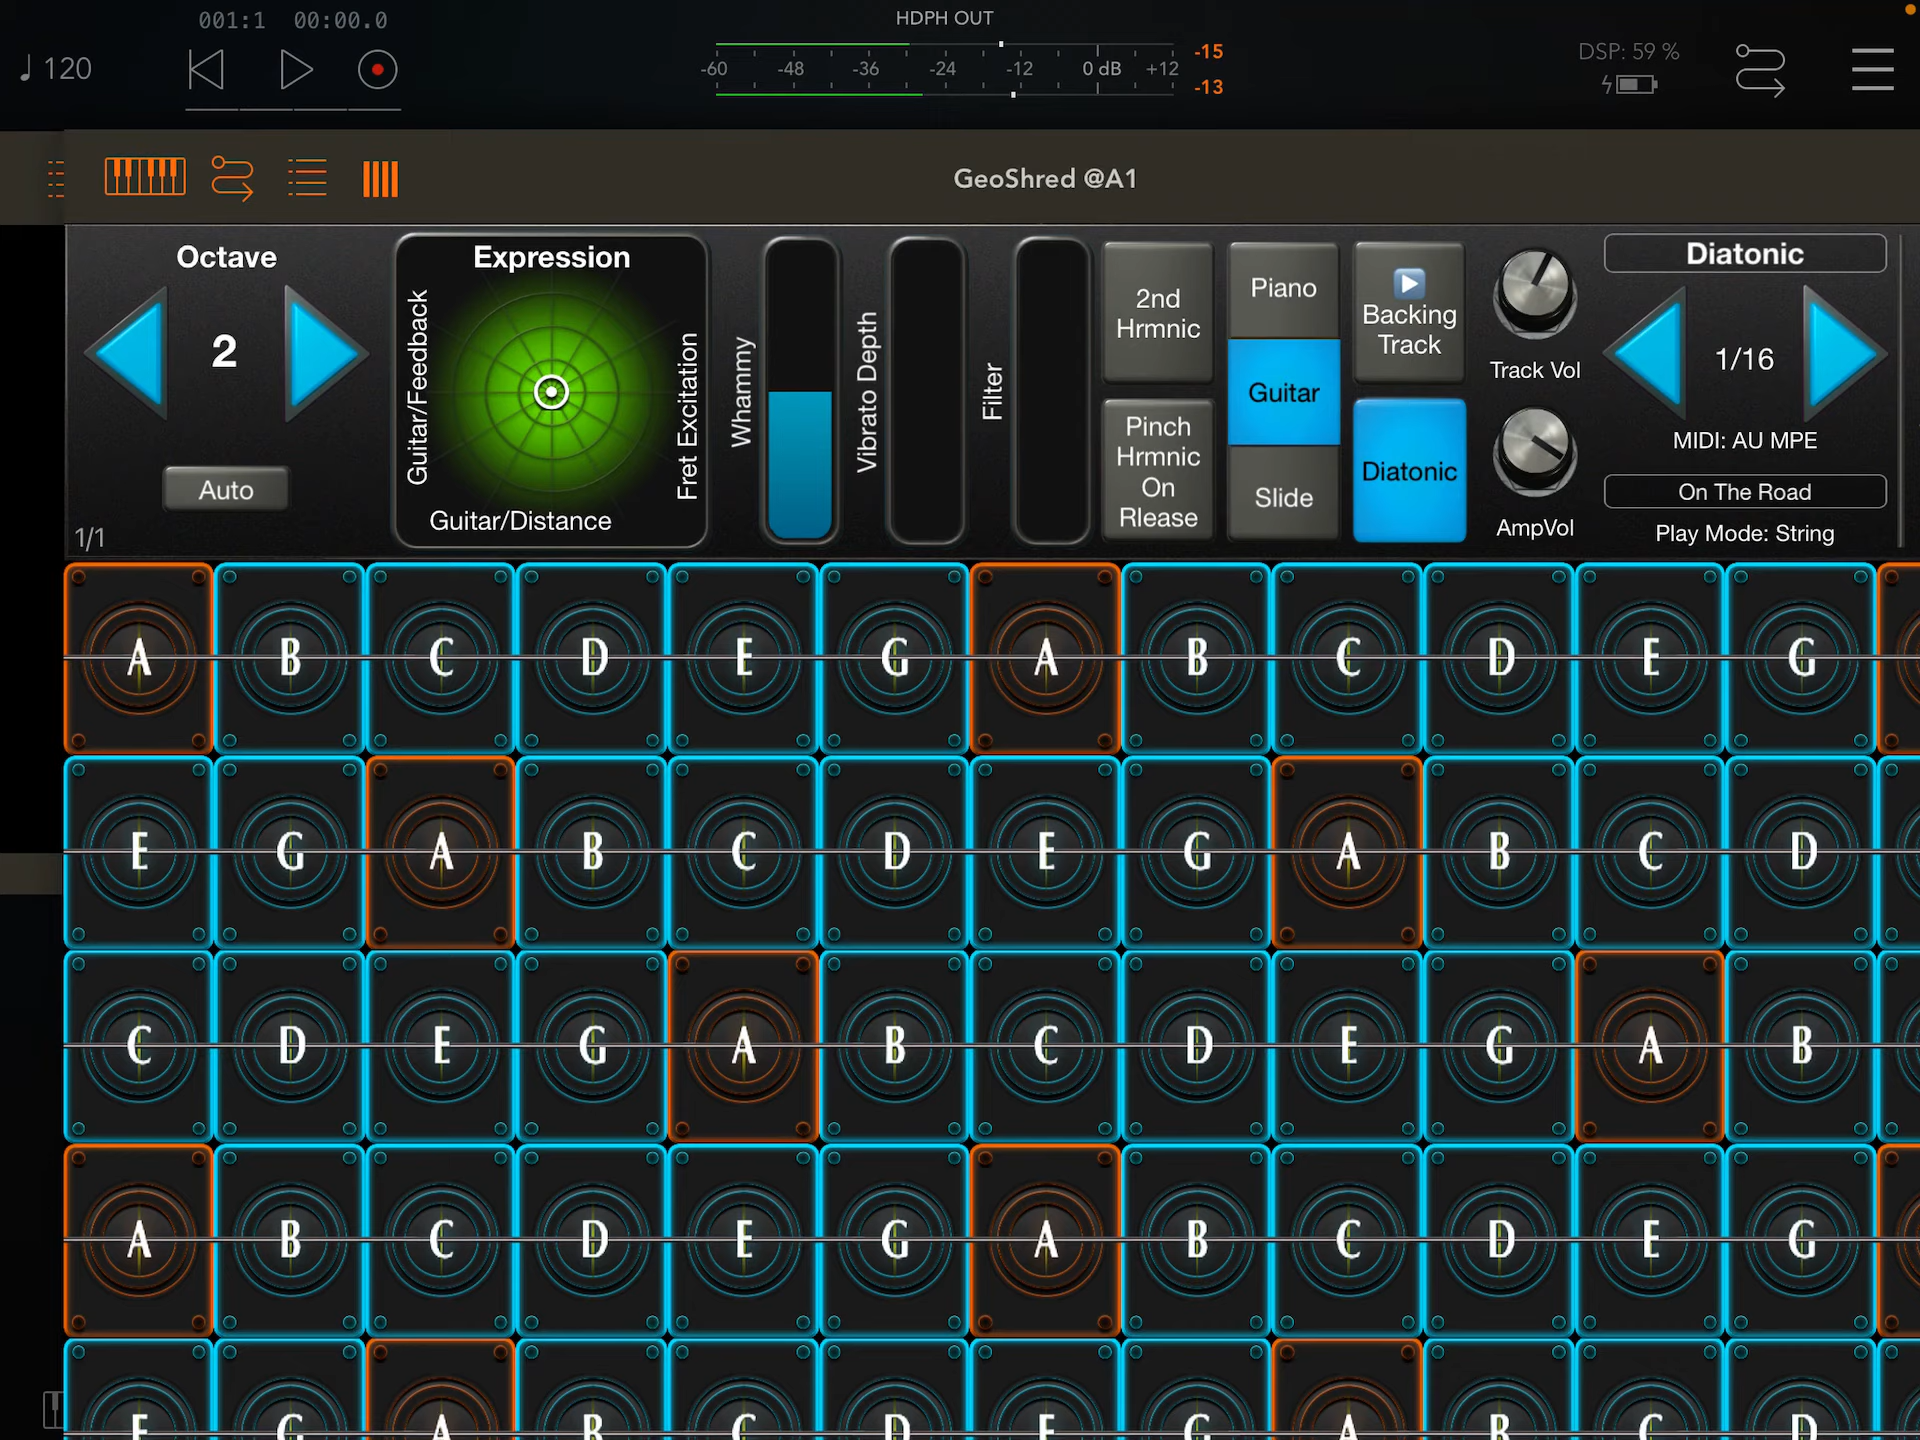 001:1 00:00.0
HDPH OUT
♩ 120
-60 -48 -36 -24 -12 0 dB +12
-15
-13
DSP: 59 %
GeoShred @A1
Octave
2
Auto
1/1
Expression
Guitar/Feedback
Fret Excitation
Guitar/Distance
Whammy
Vibrato Depth
Filter
2nd
Hrmnic
Pinch
Hrmnic
On
Rlease
Piano
Guitar
Slide
Backing
Track
Diatonic
Track Vol
AmpVol
Diatonic
1/16
MIDI: AU MPE
On The Road
Play Mode: String
A B C D E G A B C D E G
E G A B C D E G A B C D
C D E G A B C D E G A B
A B C D E G A B C D E G
E G A B C D E G A B C D